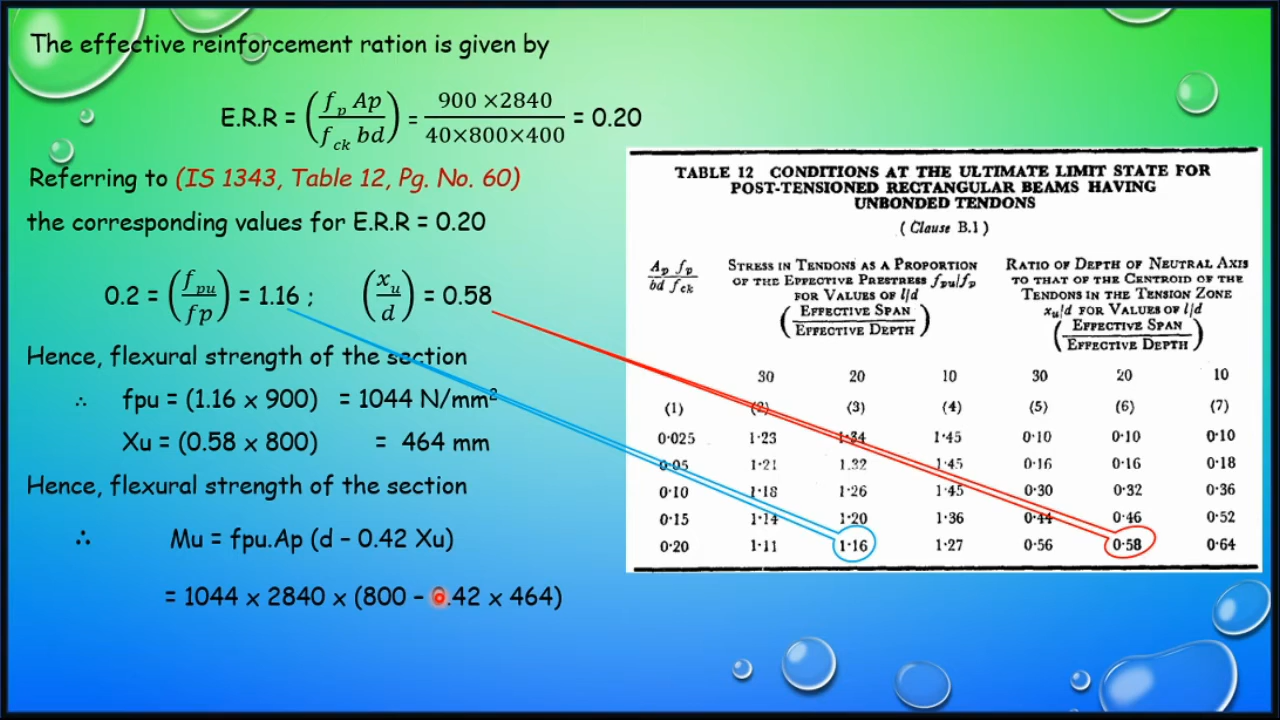 The effective reinforcement ration is given by
E.R.R = (f_p Ap / f_ck bd) = 900 ×2840 / 40×800×400 = 0.20
Referring to (IS 1343, Table 12, Pg. No. 60)
the corresponding values for E.R.R = 0.20
0.2 = (f_pu / fp) = 1.16 ; (x_u / d) = 0.58
Hence, flexural strength of the section
∴ fpu = (1.16 x 900) = 1044 N/mm²
Xu = (0.58 x 800) = 464 mm
Hence, flexural strength of the section
∴ Mu = fpu.Ap (d – 0.42 Xu)
= 1044 x 2840 x (800 – 0.42 x 464)
TABLE 12 CONDITIONS AT THE ULTIMATE LIMIT STATE FOR
POST-TENSIONED RECTANGULAR BEAMS HAVING
UNBONDED TENDONS
( Clause B.1 )
A_p f_p / bd f_ck
STRESS IN TENDONS AS A PROPORTION
OF THE EFFECTIVE PRESTRESS f_pu/f_p
FOR VALUES OF l/d
( EFFECTIVE SPAN / EFFECTIVE DEPTH )
RATIO OF DEPTH OF NEUTRAL AXIS
TO THAT OF THE CENTROID OF THE
TENDONS IN THE TENSION ZONE
x_u/d FOR VALUES OF l/d
( EFFECTIVE SPAN / EFFECTIVE DEPTH )
30 20 10 30 20 10
(1) (2) (3) (4) (5) (6) (7)
0·025 1·23 1·34 1·45 0·10 0·10 0·10
0·05 1·21 1.32 1·45 0·16 0·16 0·18
0·10 1·18 1·26 1·45 0·30 0·32 0·36
0·15 1·14 1·20 1·36 0·44 0·46 0·52
0·20 1·11 1·16 1·27 0·56 0·58 0·64